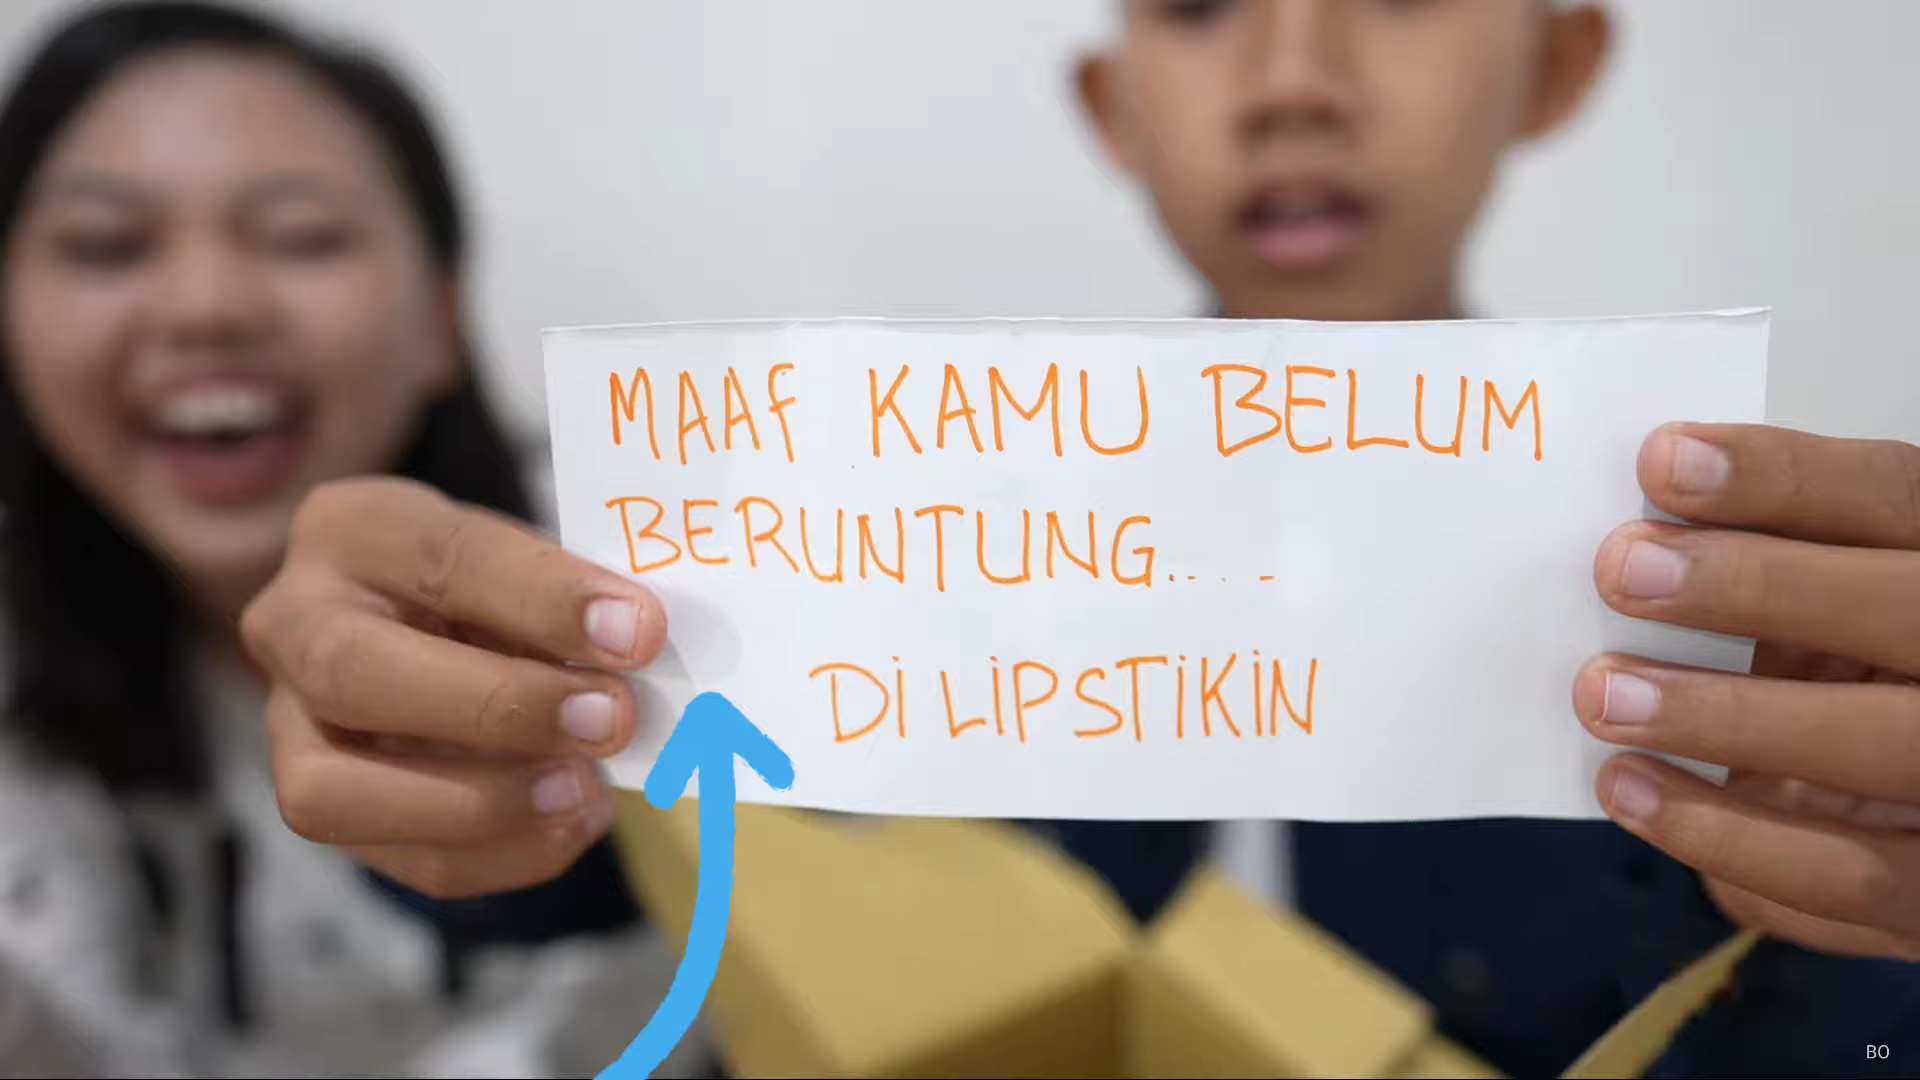 MAAF KAMU BELUM
BERUNTUNG.....
DI LIPSTIKIN
BO